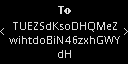 To
< TUEZSdKsoDHQMeZ >
wihtdoBiN46zxhGWY
dH